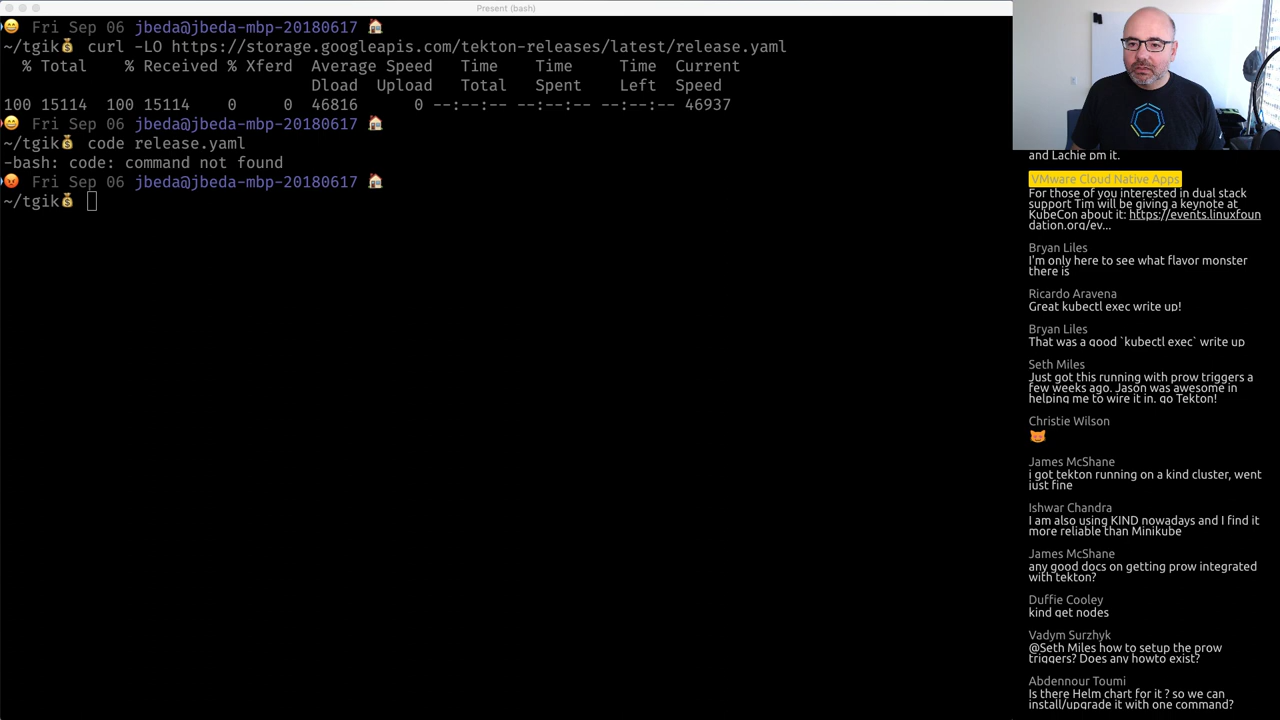 Present (bash)
😊 Fri Sep 06 jbeda@jbeda-mbp-20180617 🏠
~/tgik💰 curl -LO https://storage.googleapis.com/tekton-releases/latest/release.yaml
% Total % Received % Xferd Average Speed Time Time Time Current
Dload Upload Total Spent Left Speed
100 15114 100 15114 0 0 46816 0 --:--:-- --:--:-- --:--:-- 46937
😊 Fri Sep 06 jbeda@jbeda-mbp-20180617 🏠
~/tgik💰 code release.yaml
-bash: code: command not found
😡 Fri Sep 06 jbeda@jbeda-mbp-20180617 🏠
~/tgik💰
and Lachie pm it.
VMware Cloud Native Apps
For those of you interested in dual stack
support Tim will be giving a keynote at
KubeCon about it: https://events.linuxfoun
dation.org/ev...
Bryan Liles
I'm only here to see what flavor monster
there is
Ricardo Aravena
Great kubectl exec write up!
Bryan Liles
That was a good `kubectl exec` write up
Seth Miles
Just got this running with prow triggers a
few weeks ago. Jason was awesome in
helping me to wire it in. go Tekton!
Christie Wilson
James McShane
i got tekton running on a kind cluster, went
just fine
Ishwar Chandra
I am also using KIND nowadays and I find it
more reliable than Minikube
James McShane
any good docs on getting prow integrated
with tekton?
Duffie Cooley
kind get nodes
Vadym Surzhyk
@Seth Miles how to setup the prow
triggers? Does any howto exist?
Abdennour Toumi
Is there Helm chart for it ? so we can
install/upgrade it with one command?